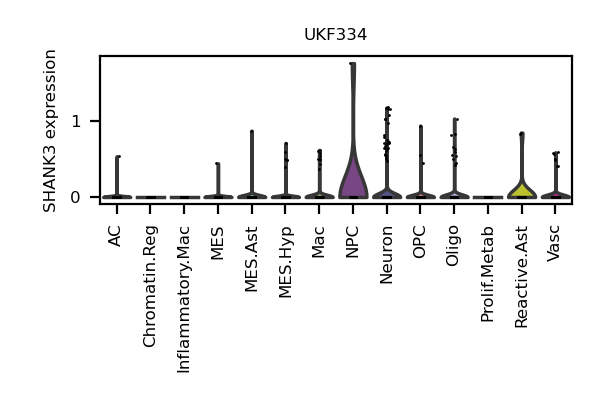 UKF334
SHANK3 expression
1
0
AC
Chromatin.Reg
Inflammatory.Mac
MES
MES.Ast
MES.Hyp
Mac
NPC
Neuron
OPC
Oligo
Prolif.Metab
Reactive.Ast
Vasc